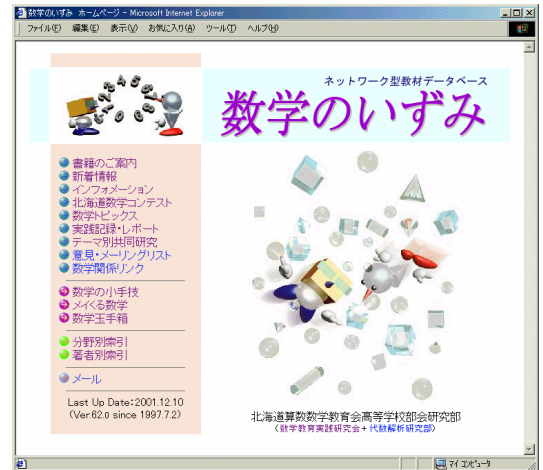 数学のいずみ ホームページ - Microsoft Internet Explorer
ファイル(F) 編集(E) 表示(V) お気に入り(A) ツール(T) ヘルプ(H)
ネットワーク型教材データベース
数学のいずみ
書籍のご案内
新着情報
インフォメーション
北海道数学コンテスト
数学トピックス
実践記録・レポート
テーマ別共同研究
意見・メーリングリスト
数学関係リンク
数学の小手技
メイくる数学
数学玉手箱
分野別索引
著者別索引
メール
Last Up Date:2001.12.10
(Ver.62.0 since 1997.7.2)
北海道算数数学教育会高等学校部会研究部
(数学教育実践研究会+代数解析研究部)
マイ コンピュータ